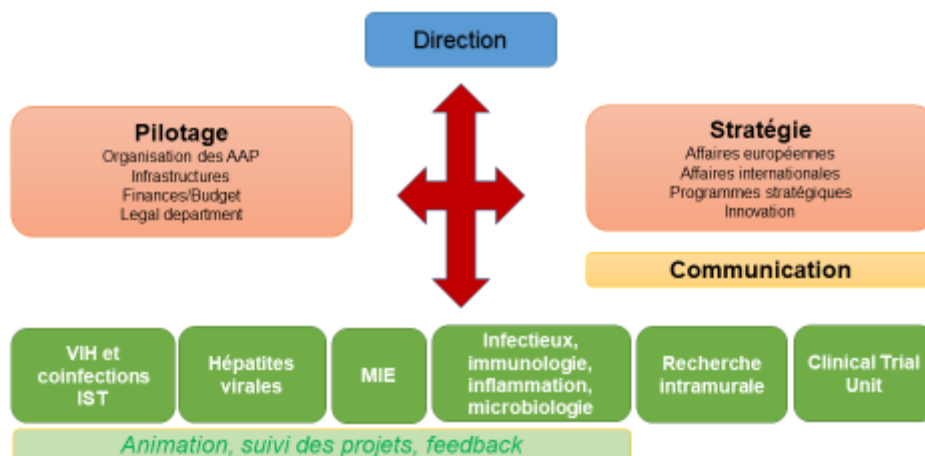 Direction
Pilotage
Organisation des AAP
Infrastructures
Finances/Budget
Legal department
Stratégie
Affaires européennes
Affaires internationales
Programmes stratégiques
Innovation
Communication
VIH et
coinfections
IST
Hépatites
virales
MIE
Infectieux,
immunologie,
inflammation,
microbiologie
Recherche
intramurale
Clinical Trial
Unit
Animation, suivi des projets, feedback